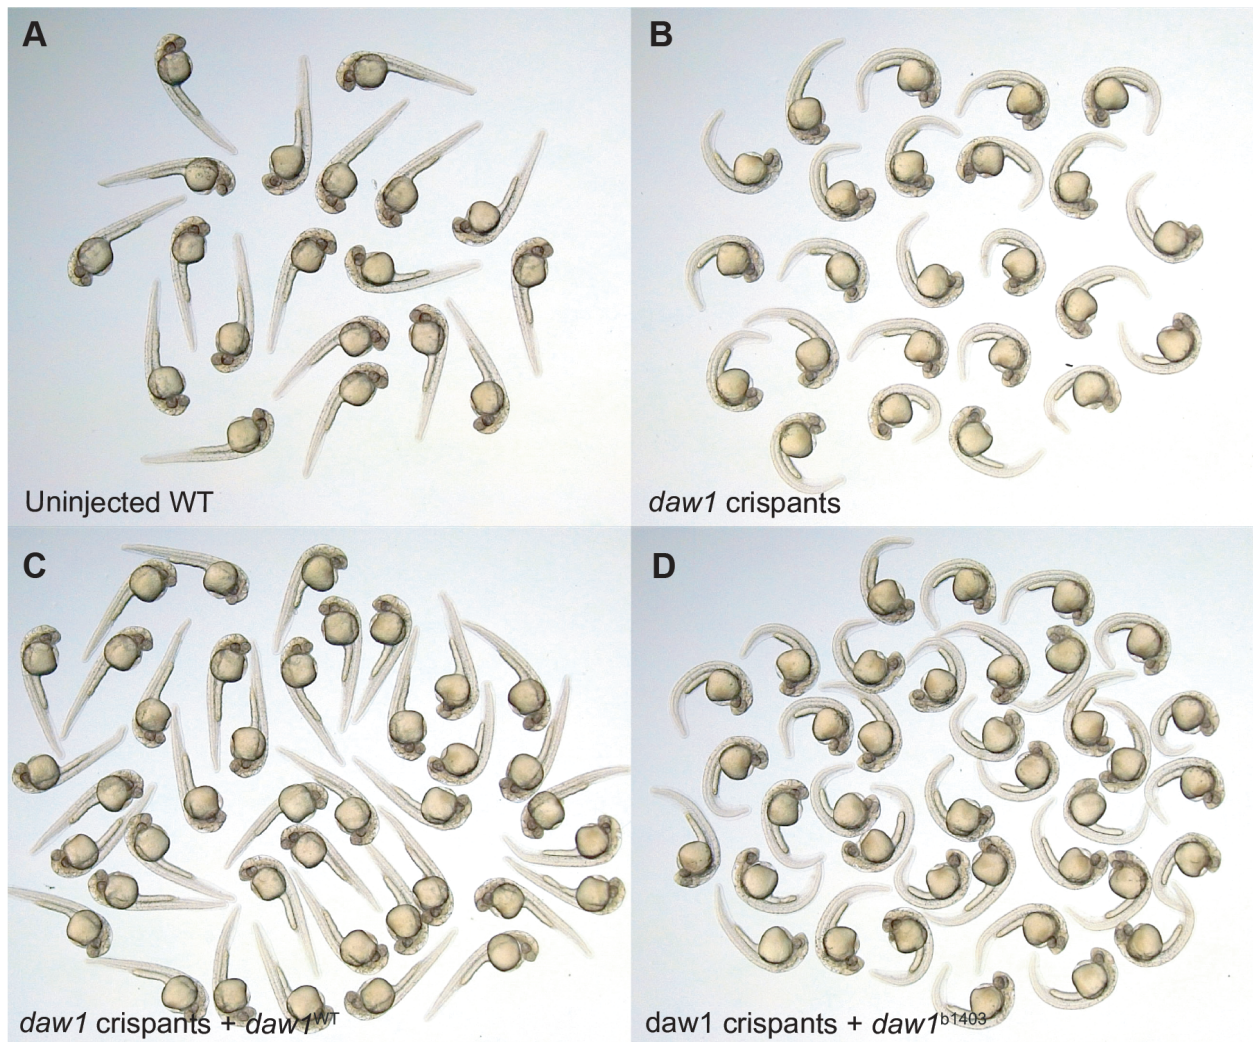 A
B
Uninjected WT
daw1 crispants
C
D
daw1 crispants + daw1WT
daw1 crispants + daw1b1403